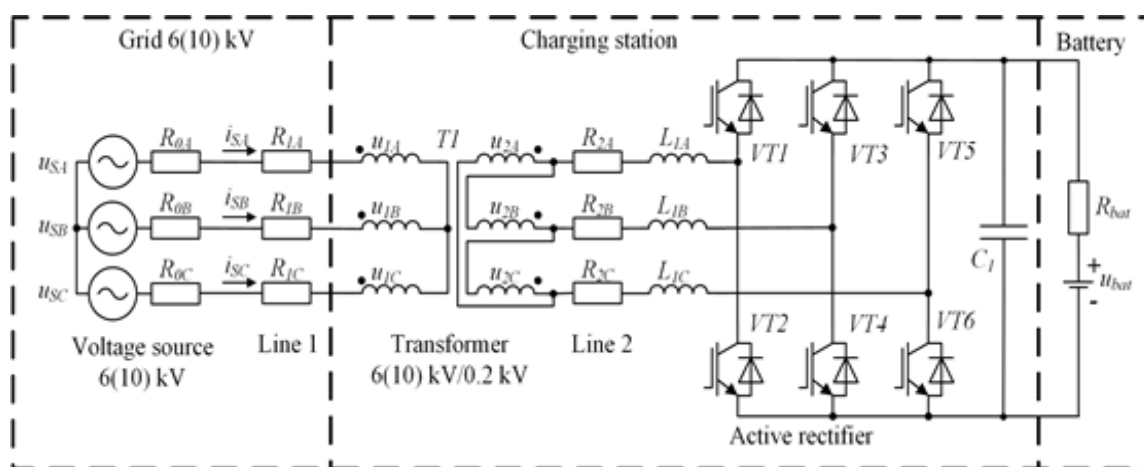 Grid 6(10) kV
Charging station
Battery
VT1
VT3
VT5
R0A
iSA
R1A
u1A
T1
u2A
R2A
L1A
uSA
R0B
iSB
R1B
u1B
u2B
R2B
L1B
uSB
R0C
iSC
R1C
u1C
u2C
R2C
L1C
uSC
Rbat
C1
+
ubat
-
VT2
VT4
VT6
Voltage source
6(10) kV
Line 1
Transformer
6(10) kV/0.2 kV
Line 2
Active rectifier